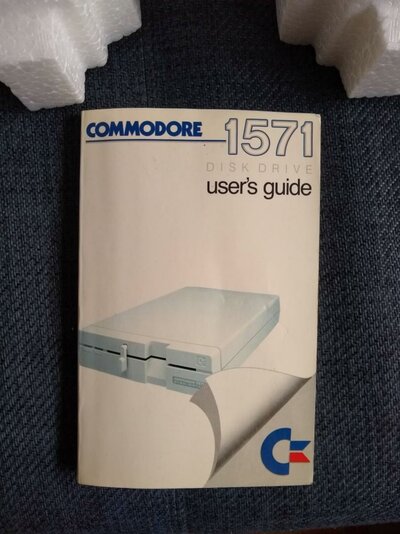 COMMODORE 1571
DISK DRIVE
user's guide